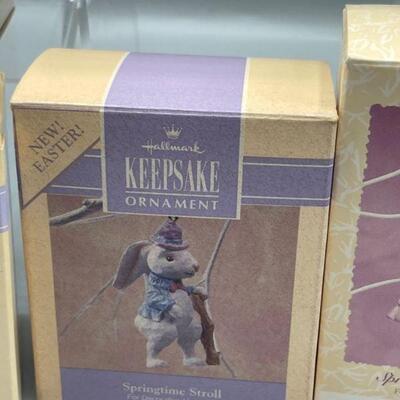 NEW!
EASTER!
Hallmark
KEEPSAKE
ORNAMENT
Springtime Stroll